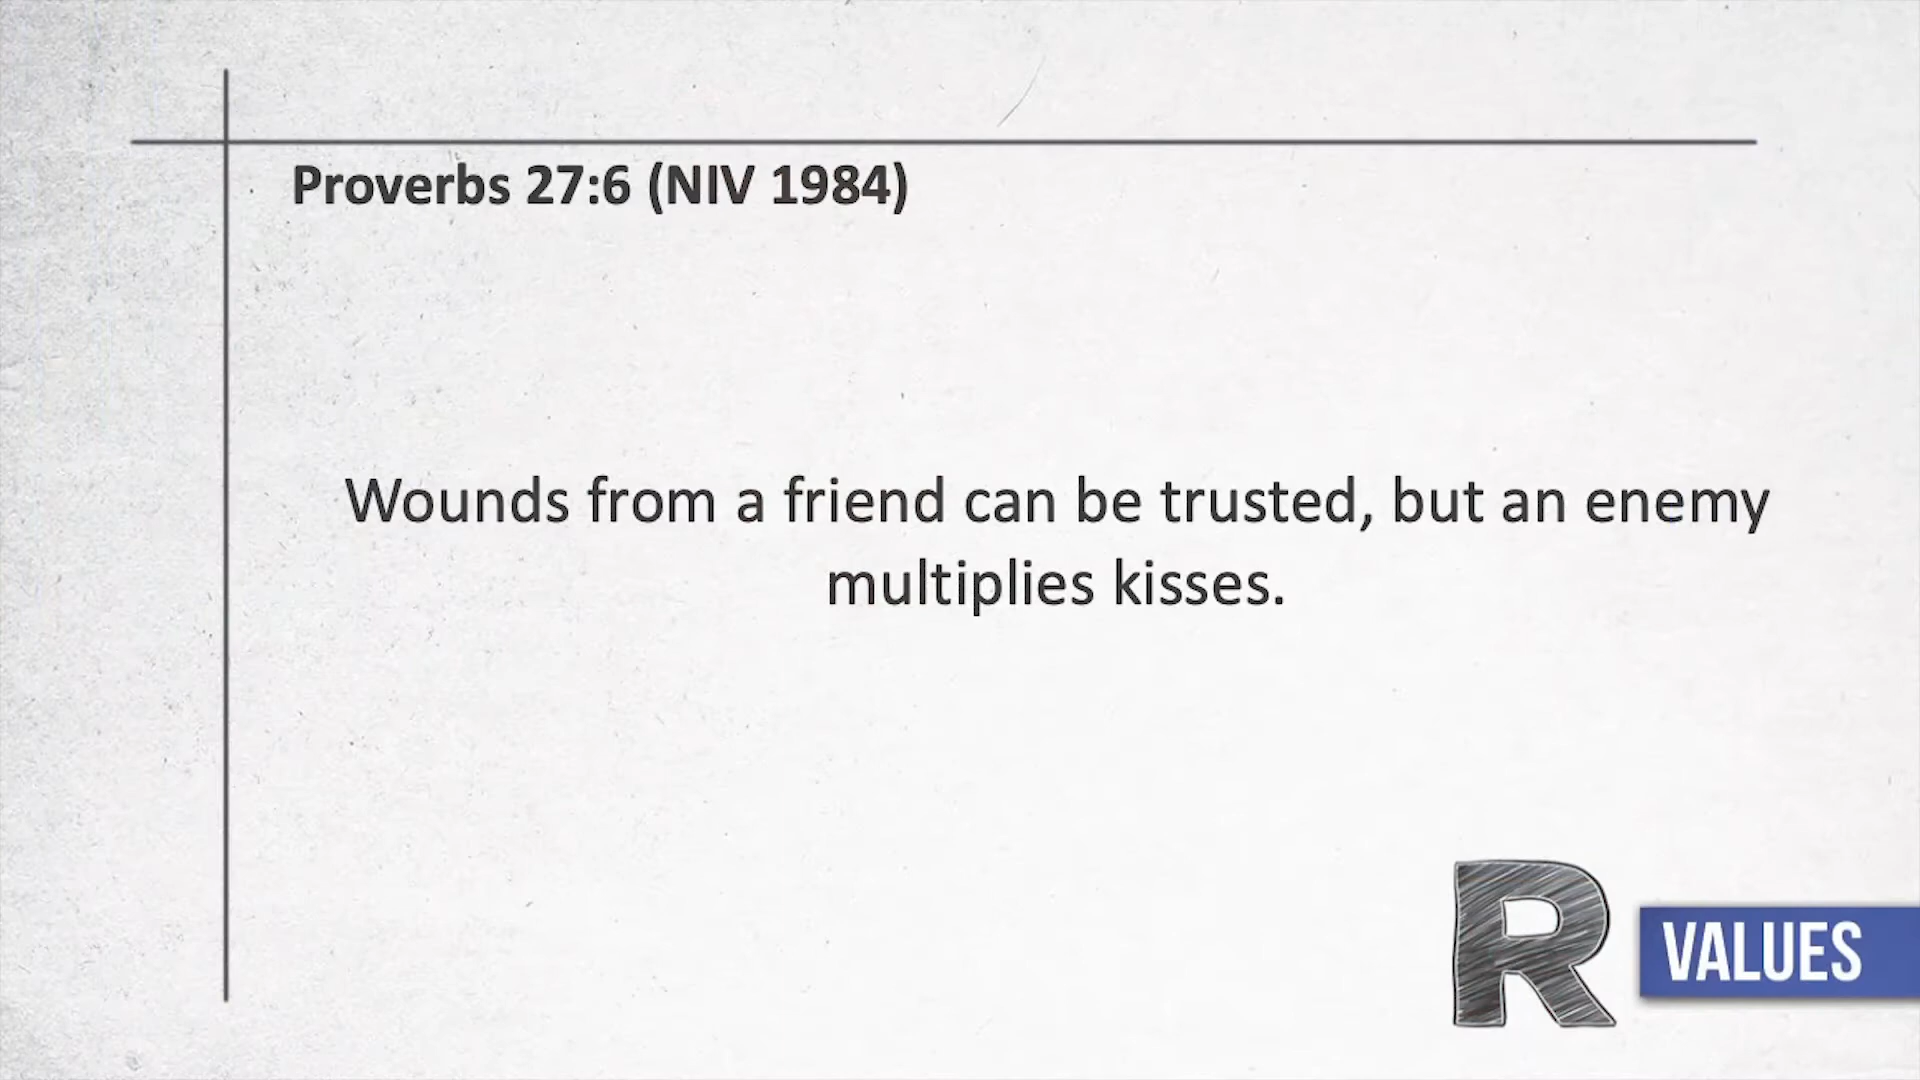 Proverbs 27:6 (NIV 1984)
Wounds from a friend can be trusted, but an enemy
multiplies kisses.
R VALUES